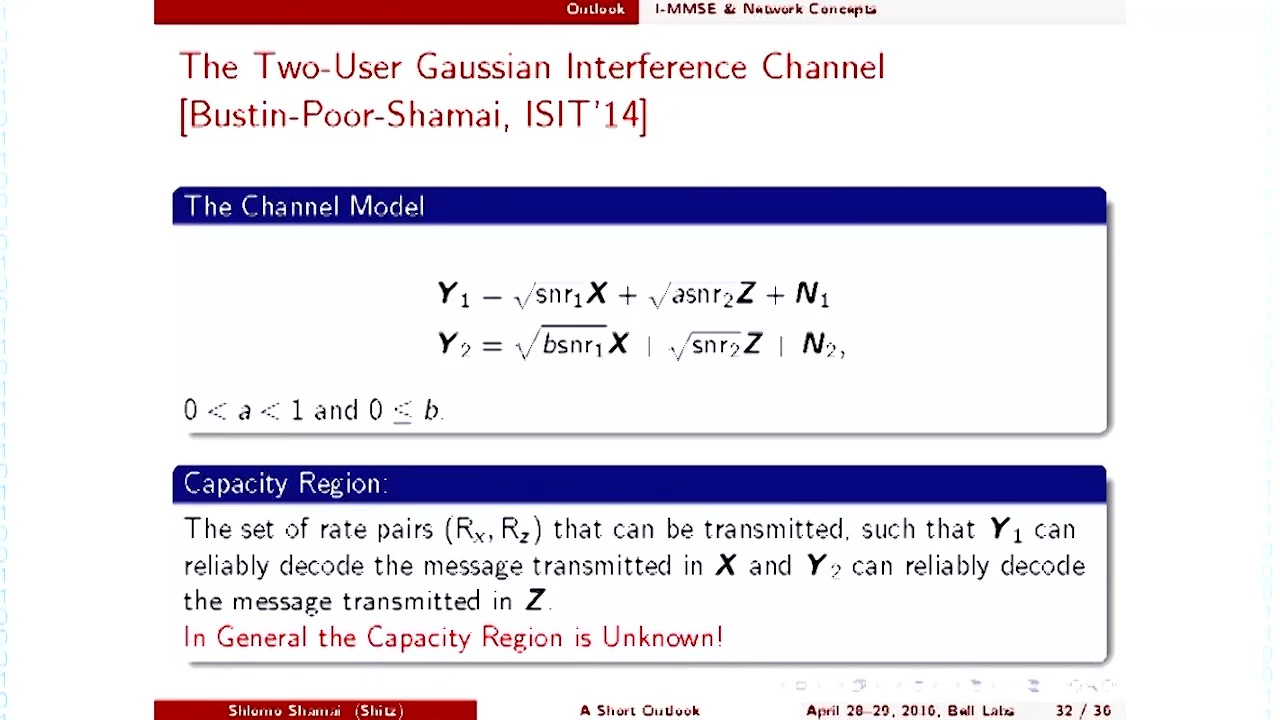 Outlook I-MMSE & Network Concepts
The Two-User Gaussian Interference Channel
[Bustin-Poor-Shamai, ISIT'14]
The Channel Model
Y₁ = √snr₁X + √asnr₂Z + N₁
Y₂ = √bsnr₁X + √snr₂Z + N₂,
0 < a < 1 and 0 ≤ b.
Capacity Region:
The set of rate pairs (Rₓ, R_z) that can be transmitted, such that Y₁ can
reliably decode the message transmitted in X and Y₂ can reliably decode
the message transmitted in Z.
In General the Capacity Region is Unknown!
Shlomo Shamai (Shitz) A Short Outlook April 28–29, 2016, Bell Labs 32 / 36